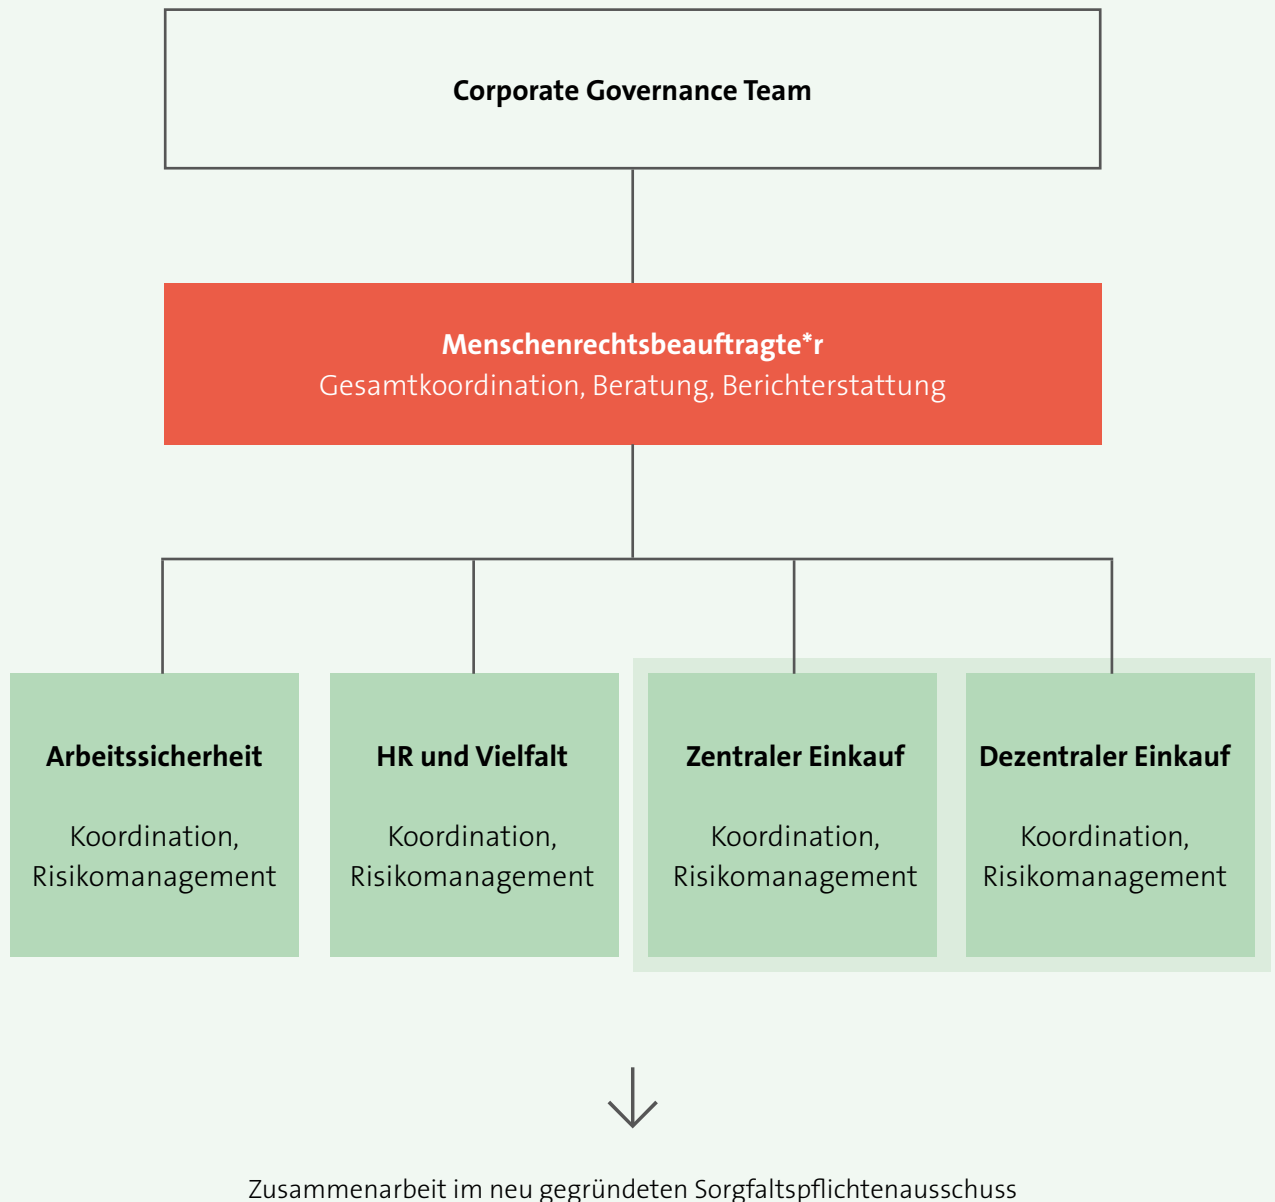 Corporate Governance Team
Menschenrechtsbeauftragte*r
Gesamtkoordination, Beratung, Berichterstattung
Arbeitssicherheit
Koordination,
Risikomanagement
HR und Vielfalt
Koordination,
Risikomanagement
Zentraler Einkauf
Koordination,
Risikomanagement
Dezentraler Einkauf
Koordination,
Risikomanagement
Zusammenarbeit im neu gegründeten Sorgfaltspflichtenausschuss